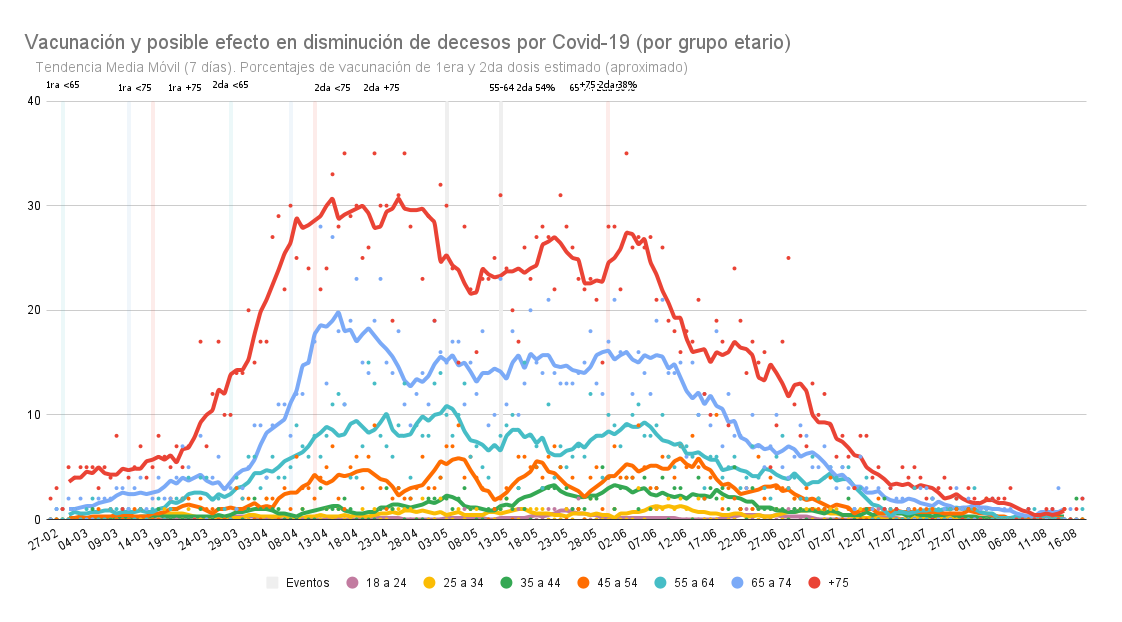 Vacunación y posible efecto en disminución de decesos por Covid-19 (por grupo etario)
Tendencia Media Móvil (7 días). Porcentajes de vacunación de 1era y 2da dosis estimado (aproximado)
1ra <65 1ra <75 1ra +75 2da <65 2da <75 2da +75 55-64 2da 54% +75 2da 38%
40
30
20
10
0
27-02 04-03 09-03 14-03 19-03 24-03 29-03 03-04 08-04 13-04 18-04 23-04 28-04 03-05 08-05 13-05 18-05 23-05 28-05 02-06 07-06 12-06 17-06 22-06 27-06 02-07 07-07 12-07 17-07 22-07 27-07 01-08 06-08 11-08 16-08
Eventos 18 a 24 25 a 34 35 a 44 45 a 54 55 a 64 65 a 74 +75